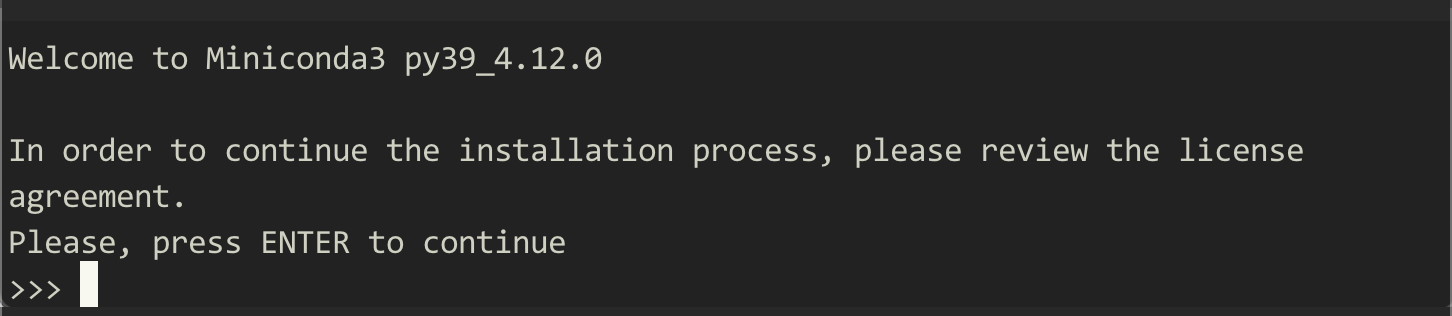 Welcome to Miniconda3 py39_4.12.0
In order to continue the installation process, please review the license
agreement.
Please, press ENTER to continue
>>>